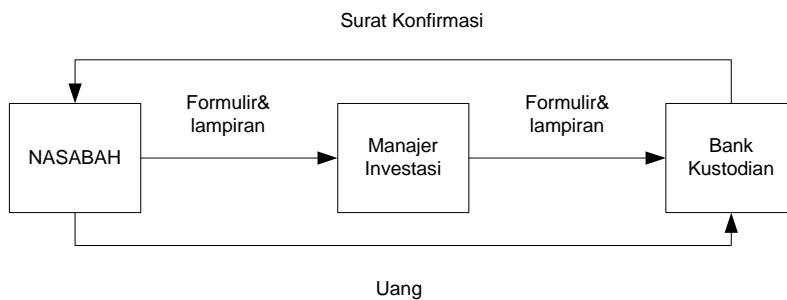 Surat Konfirmasi
Formulir&
lampiran
Formulir&
lampiran
NASABAH
Manajer
Investasi
Bank
Kustodian
Uang